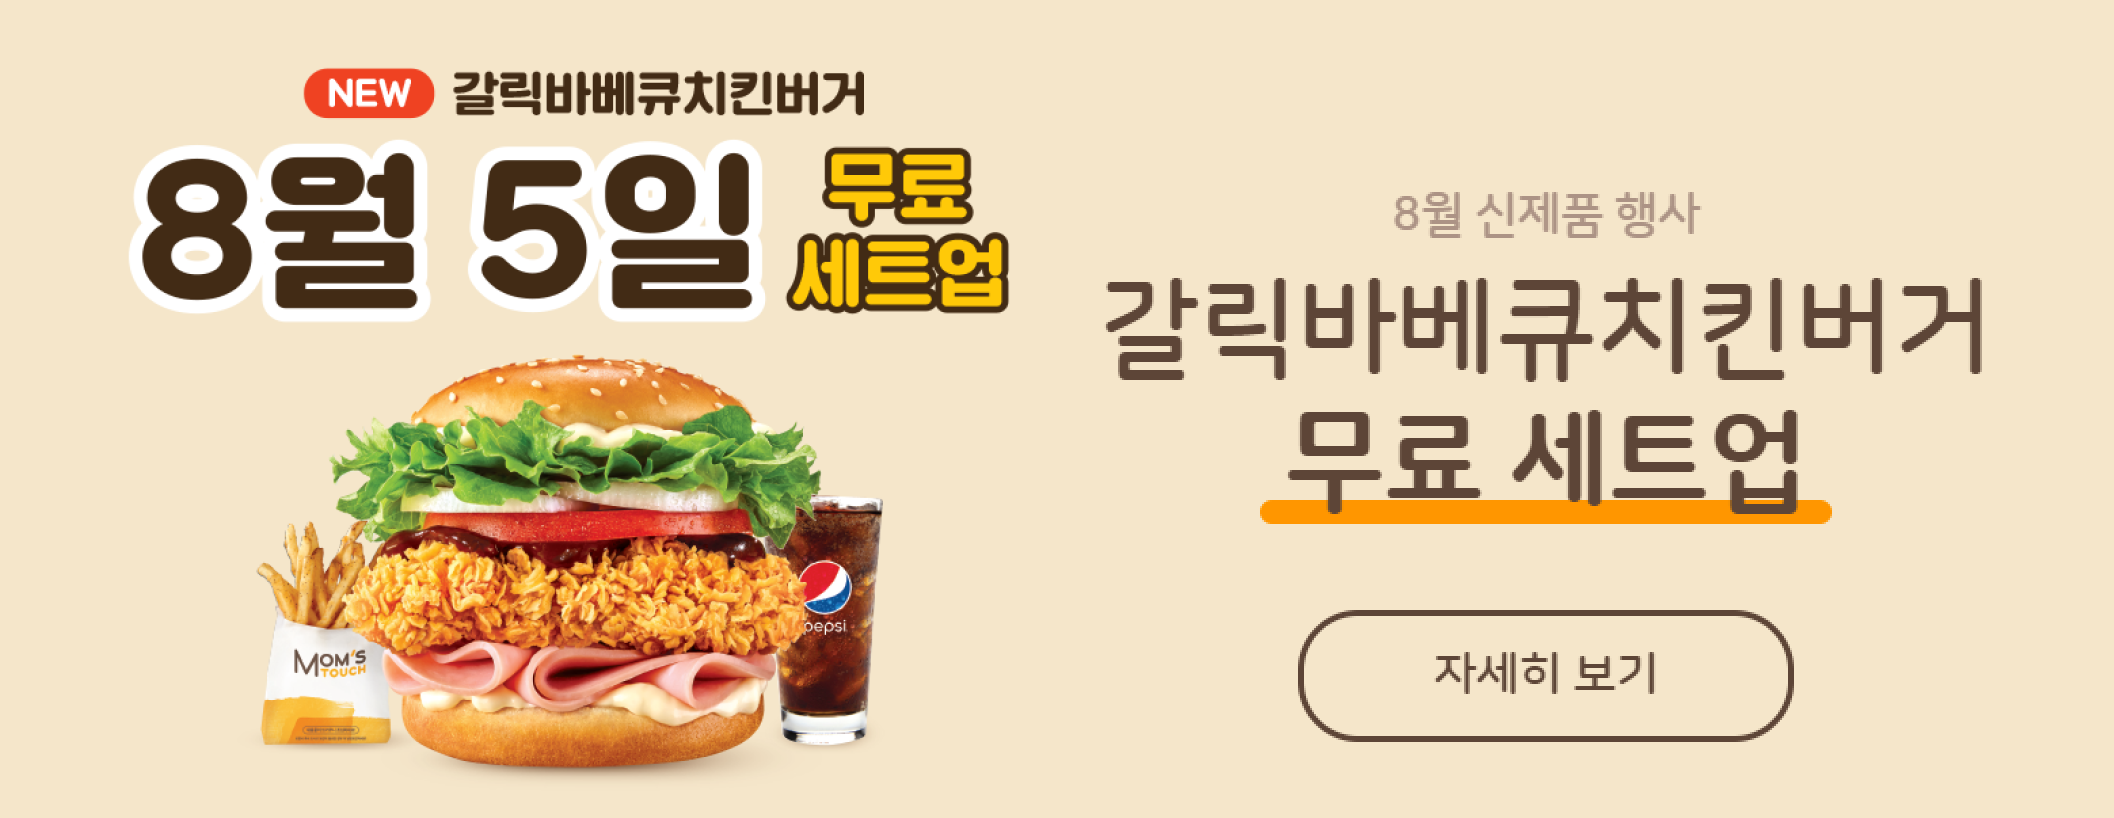 NEW 갈릭바베큐치킨버거
8월 5일 무료
세트업
MOM'S
TOUCH
pepsi
8월 신제품 행사
갈릭바베큐치킨버거
무료 세트업
자세히 보기